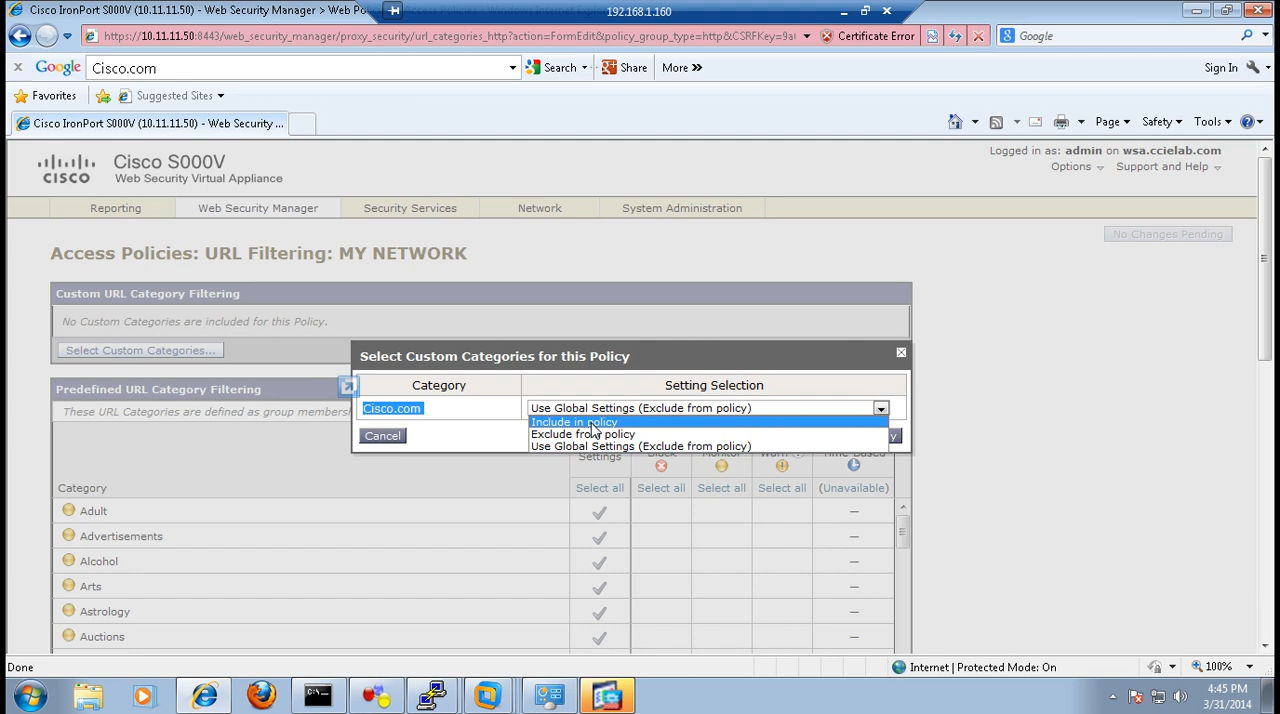 Cisco IronPort S000V (10.11.11.50) - Web Security Manager > Web Po
192.168.1.160
https://10.11.11.50:8443/web_security_manager/proxy_security/url_categories_http?action=FormEdit&policy_group_type=http&CSRFKey=9a
Certificate Error
Google
Google
Cisco.com
Search
Share
More »
Sign In
Favorites
Suggested Sites
Cisco IronPort S000V (10.11.11.50) - Web Security ...
Page
Safety
Tools
CISCO
Cisco S000V
Web Security Virtual Appliance
Logged in as: admin on wsa.ccielab.com
Options
Support and Help
Reporting
Web Security Manager
Security Services
Network
System Administration
Access Policies: URL Filtering: MY NETWORK
No Changes Pending
Custom URL Category Filtering
No Custom Categories are included for this Policy.
Select Custom Categories...
Select Custom Categories for this Policy
Category
Setting Selection
Cisco.com
Use Global Settings (Exclude from policy)
Include in policy
Exclude from policy
Use Global Settings (Exclude from policy)
Cancel
y
Predefined URL Category Filtering
These URL Categories are defined as group membersh
Settings
Category
Select all
Select all
Select all
Select all
(Unavailable)
Adult
Advertisements
Alcohol
Arts
Astrology
Auctions
Done
Internet | Protected Mode: On
100%
4:45 PM
3/31/2014